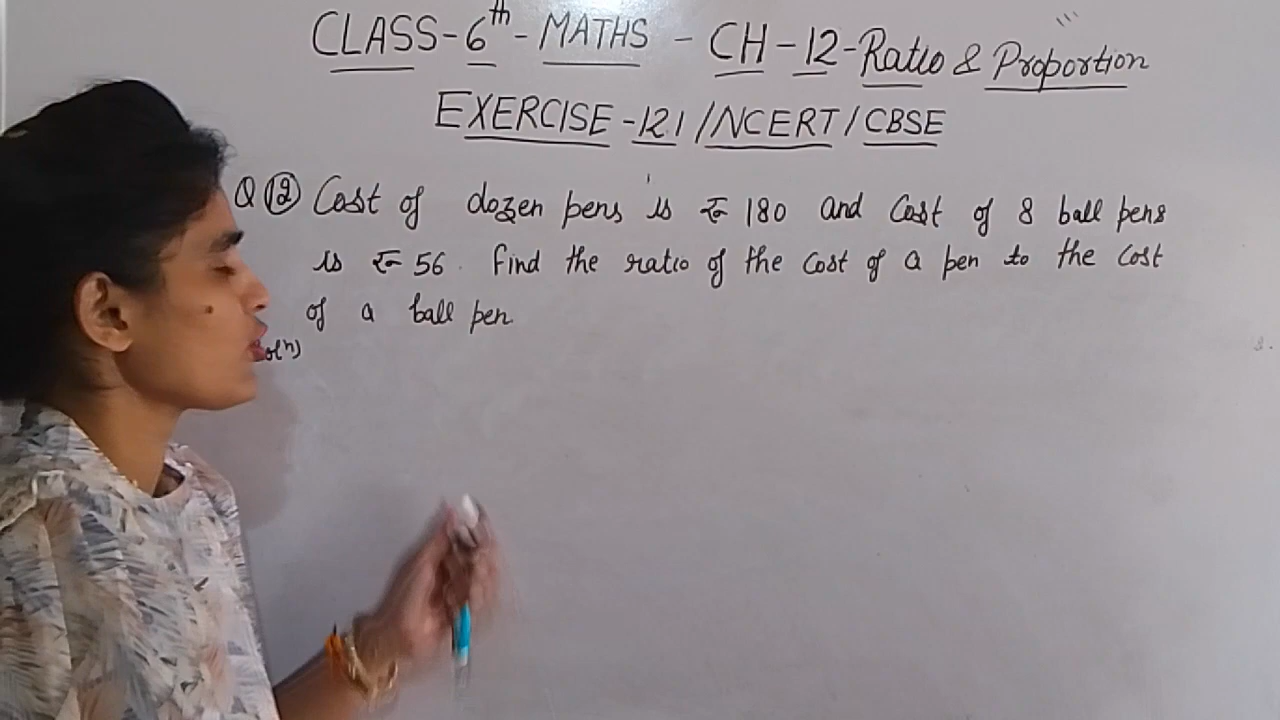 CLASS-6th-MATHS - CH-12-Ratio & Proportion
EXERCISE-12.1/NCERT/CBSE
Q 12 Cost of dozen pens is ₹ 180 and Cost of 8 ball pens
is ₹ 56. Find the ratio of the cost of a pen to the cost
of a ball pen.